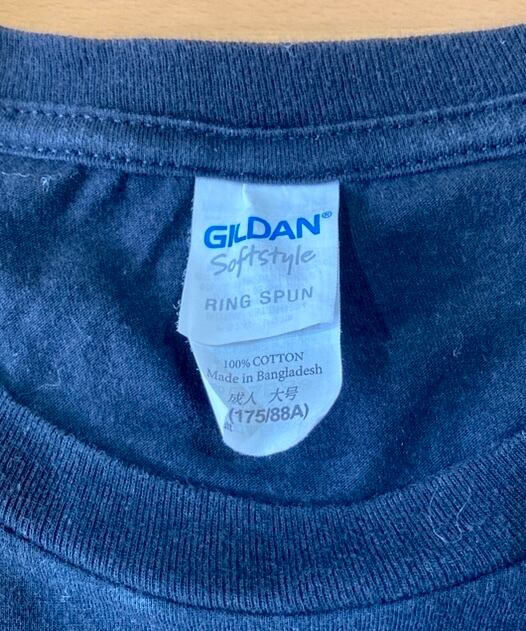 GILDAN®
Softstyle
RING SPUN
100% COTTON
Made in Bangladesh
成人 大号
(175/88A)